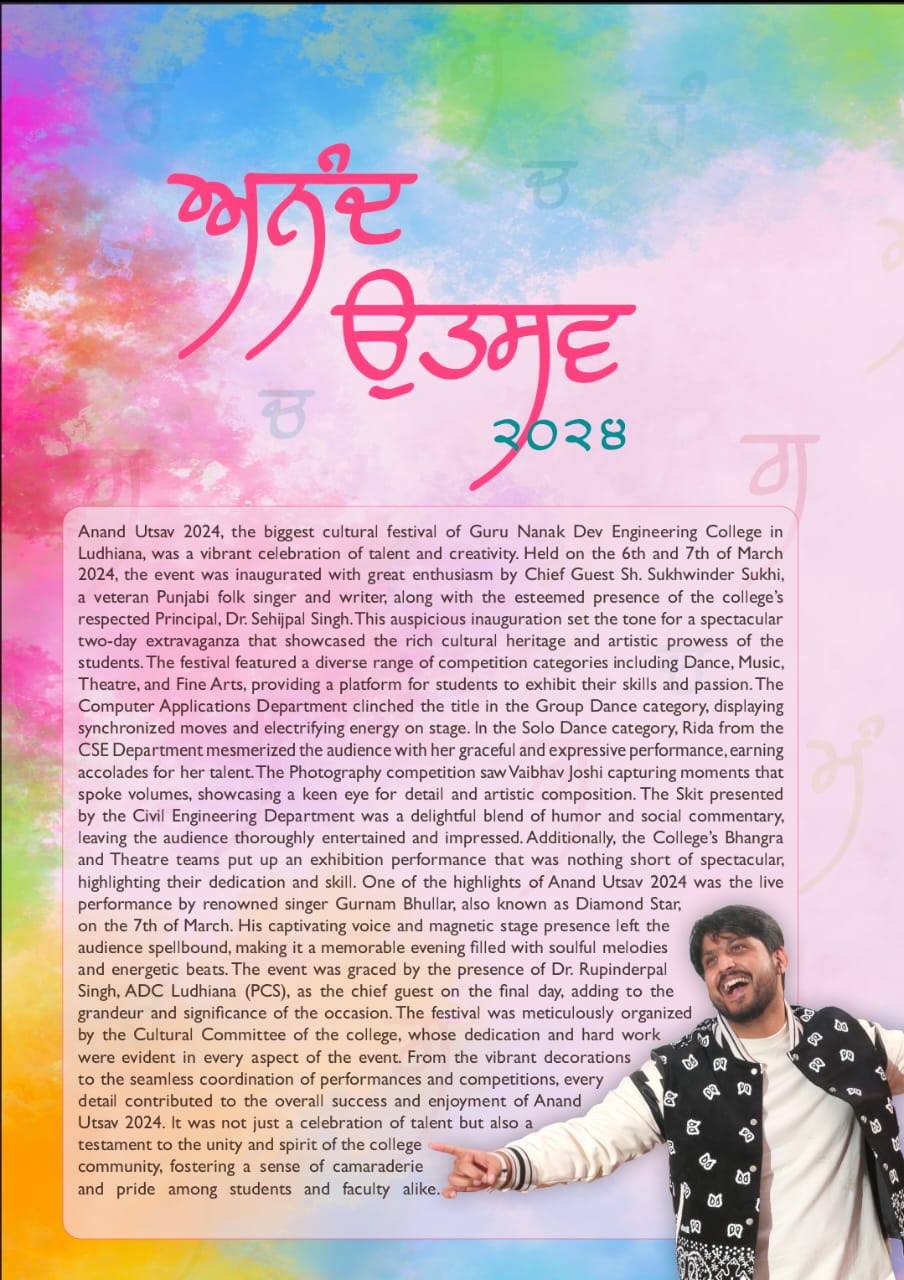 ਅਨੰਦ
ਉਤਸਵ
੨੦੨੪
Anand Utsav 2024, the biggest cultural festival of Guru Nanak Dev Engineering College in
Ludhiana, was a vibrant celebration of talent and creativity. Held on the 6th and 7th of March
2024, the event was inaugurated with great enthusiasm by Chief Guest Sh. Sukhwinder Sukhi,
a veteran Punjabi folk singer and writer, along with the esteemed presence of the college's
respected Principal, Dr. Sehijpal Singh. This auspicious inauguration set the tone for a spectacular
two-day extravaganza that showcased the rich cultural heritage and artistic prowess of the
students. The festival featured a diverse range of competition categories including Dance, Music,
Theatre, and Fine Arts, providing a platform for students to exhibit their skills and passion. The
Computer Applications Department clinched the title in the Group Dance category, displaying
synchronized moves and electrifying energy on stage. In the Solo Dance category, Rida from the
CSE Department mesmerized the audience with her graceful and expressive performance, earning
accolades for her talent. The Photography competition saw Vaibhav Joshi capturing moments that
spoke volumes, showcasing a keen eye for detail and artistic composition. The Skit presented
by the Civil Engineering Department was a delightful blend of humor and social commentary,
leaving the audience thoroughly entertained and impressed. Additionally, the College's Bhangra
and Theatre teams put up an exhibition performance that was nothing short of spectacular,
highlighting their dedication and skill. One of the highlights of Anand Utsav 2024 was the live
performance by renowned singer Gurnam Bhullar, also known as Diamond Star,
on the 7th of March. His captivating voice and magnetic stage presence left the
audience spellbound, making it a memorable evening filled with soulful melodies
and energetic beats. The event was graced by the presence of Dr. Rupinderpal
Singh, ADC Ludhiana (PCS), as the chief guest on the final day, adding to the
grandeur and significance of the occasion. The festival was meticulously organized
by the Cultural Committee of the college, whose dedication and hard work
were evident in every aspect of the event. From the vibrant decorations
to the seamless coordination of performances and competitions, every
detail contributed to the overall success and enjoyment of Anand
Utsav 2024. It was not just a celebration of talent but also a
testament to the unity and spirit of the college
community, fostering a sense of camaraderie
and pride among students and faculty alike.